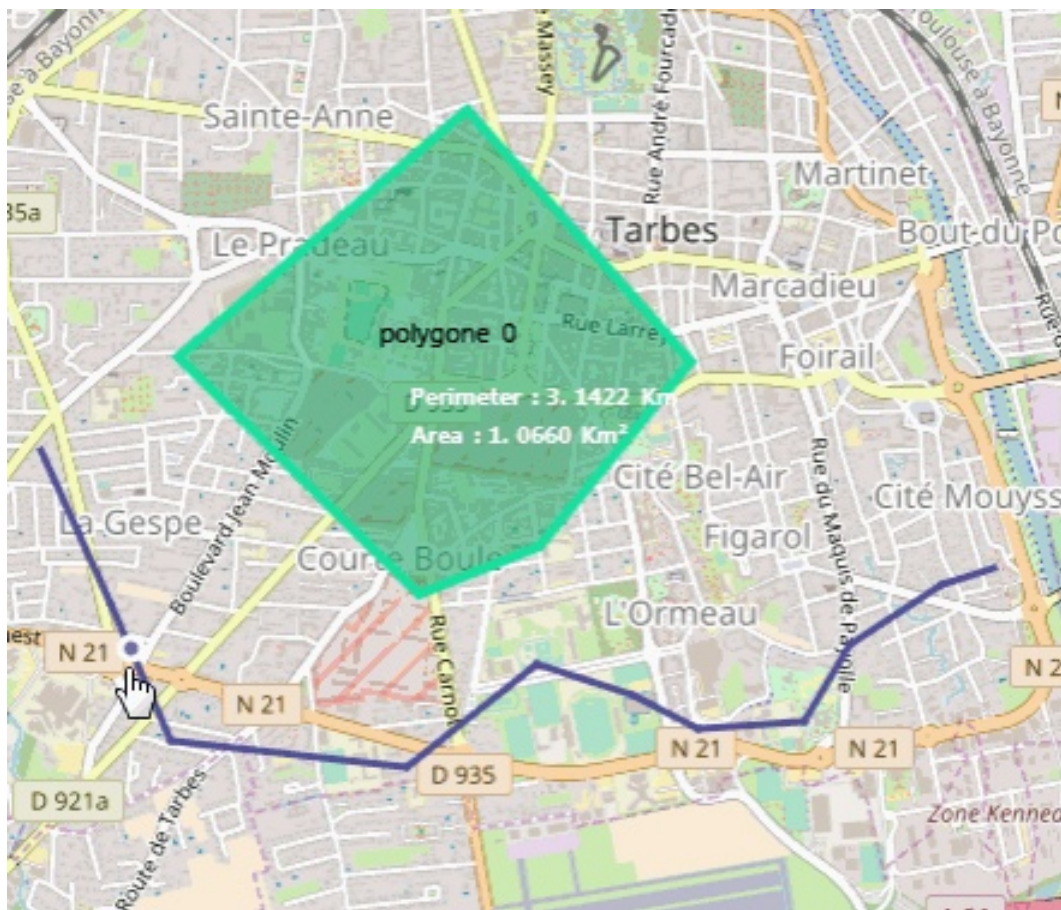 Massey
Rue André Fourcade
Toulouse à Bayonne
Sainte-Anne
Martinet
35a
Le Pradeau
Tarbes
Bout-du-Po
Marcadieu
polygone 0
Rue Larrey
Foirail
D 935
Perimeter : 3. 1422 Km
Area : 1. 0660 Km²
Boulevard Jean Moulin
Cité Bel-Air
Rue du Maquis de Payolle
Cité Mouyss
La Gespe
Figarol
Courte Boule
L'Ormeau
N 21
Rue Carnot
N 2
N 21
N 21
N 21
D 935
D 921a
Route de Tarbes
Zone Kenned